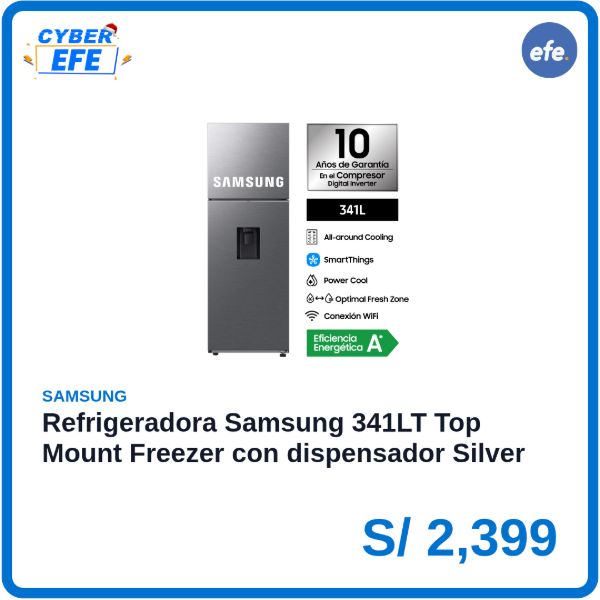 CYBER
EFE
efe.
SAMSUNG
10
Años de Garantía
En el Compresor
Digital Inverter
341L
All-around Cooling
SmartThings
Power Cool
Optimal Fresh Zone
Conexión WiFi
Eficiencia
Energética A+
SAMSUNG
Refrigeradora Samsung 341LT Top
Mount Freezer con dispensador Silver
S/ 2,399